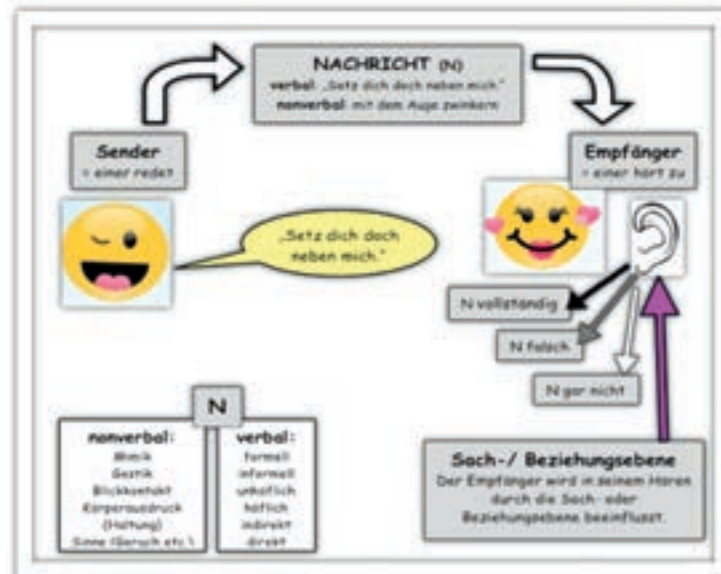 NACHRICHT (N)
verbal: „Setz dich doch neben mich."
nonverbal: mit dem Auge zwinkern
Sender
= einer redet
Empfänger
= einer hört zu
„Setz dich doch
neben mich."
N vollständig
N falsch
N gar nicht
N
nonverbal:
Mimik
Gestik
Blickkontakt
Körperausdruck
(Haltung)
Sinne (Geruch etc.)
verbal:
formell
informell
unhöflich
höflich
indirekt
direkt
Sach-/ Beziehungsebene
Der Empfänger wird in seinem Hören
durch die Sach- oder
Beziehungsebene beeinflusst.